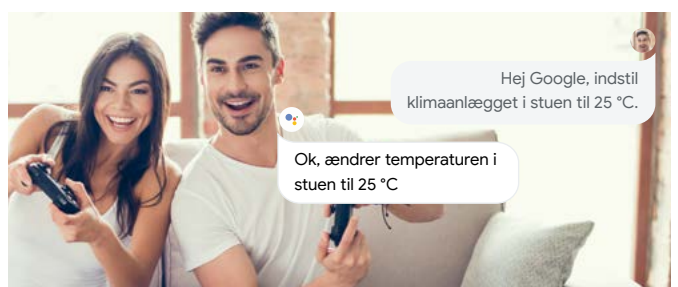 Hej Google, indstil
klimaanlægget i stuen til 25 °C.
Ok, ændrer temperaturen i
stuen til 25 °C